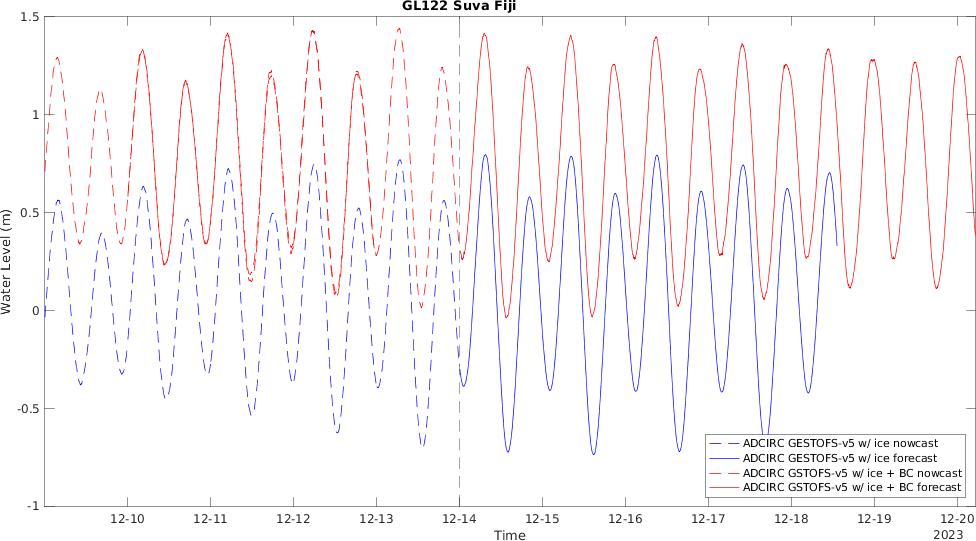 GL122 Suva Fiji
1.5
1
0.5
0
-0.5
-1
Water Level (m)
ADCIRC GESTOFS-v5 w/ ice nowcast
ADCIRC GESTOFS-v5 w/ ice forecast
ADCIRC GSTOFS-v5 w/ ice + BC nowcast
ADCIRC GSTOFS-v5 w/ ice + BC forecast
12-10 12-11 12-12 12-13 12-14 12-15 12-16 12-17 12-18 12-19 12-20
Time
2023